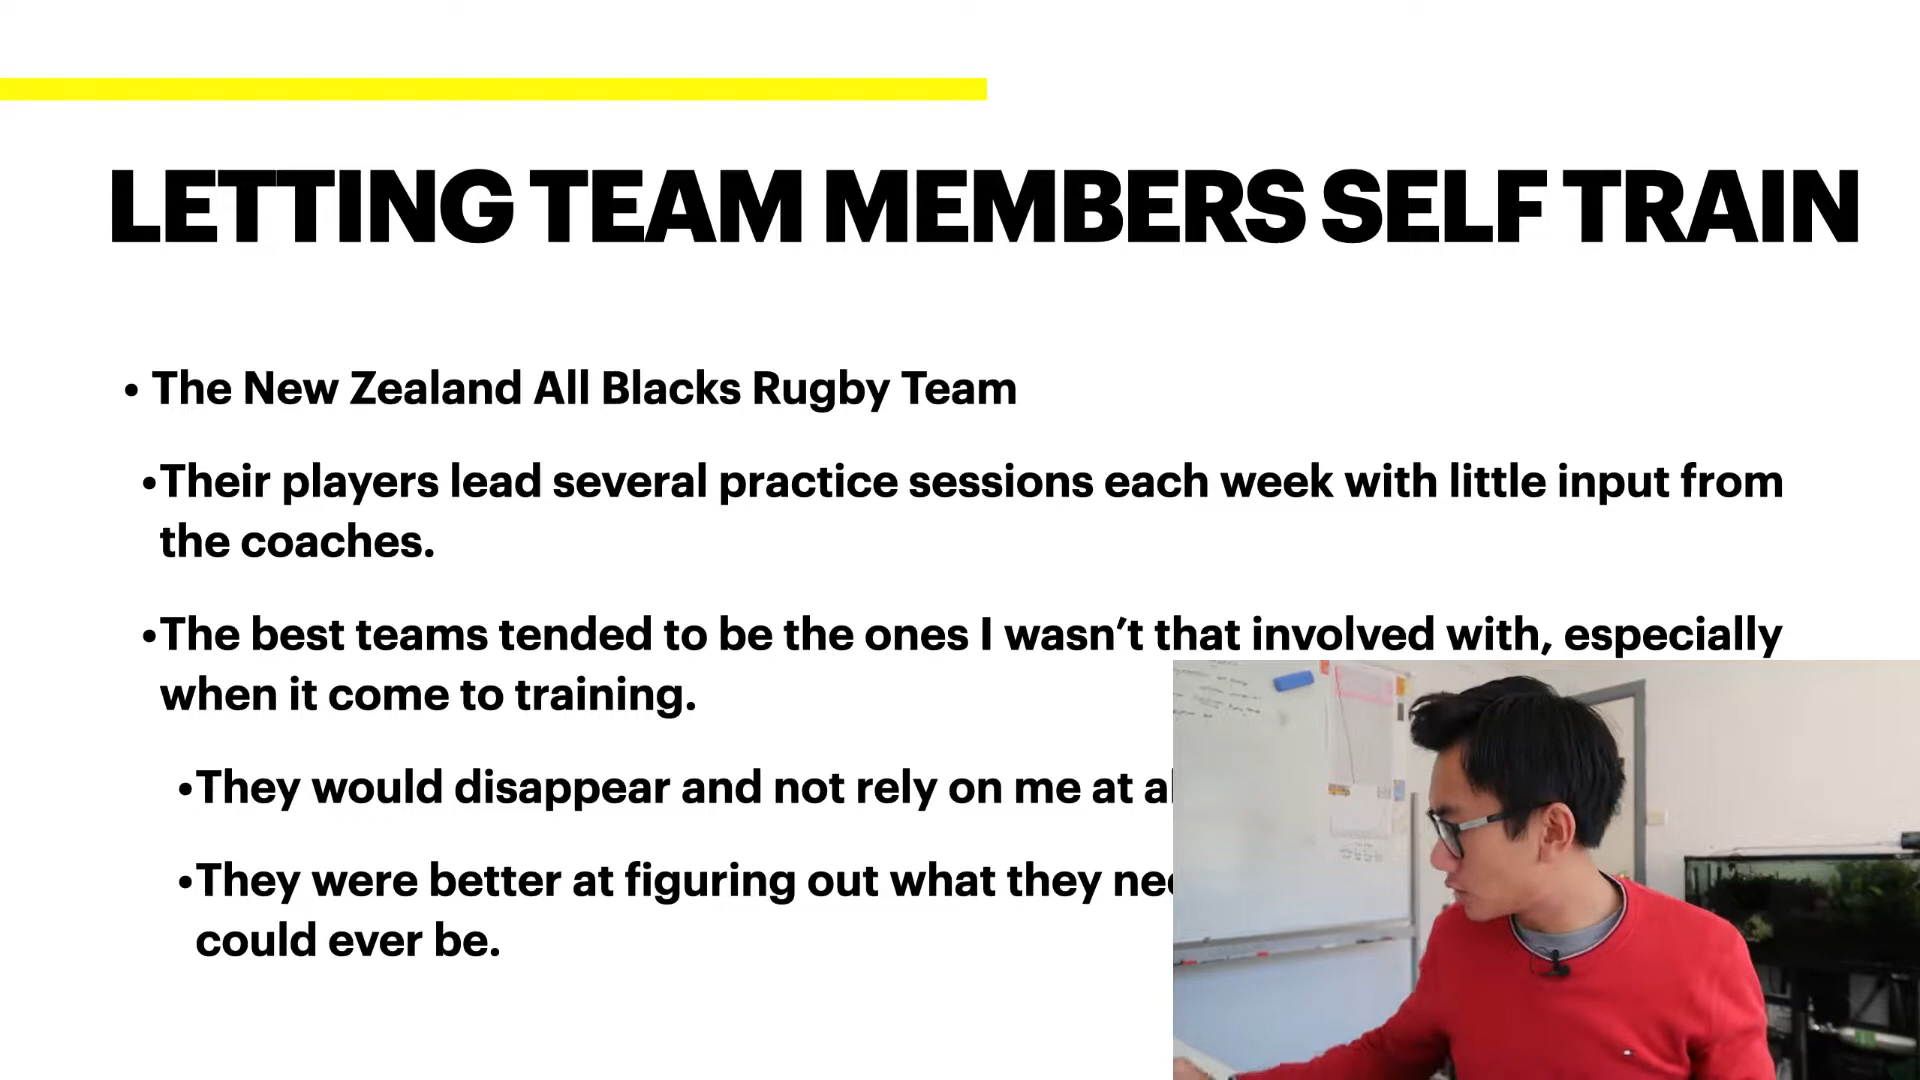 LETTING TEAM MEMBERS SELF TRAIN
• The New Zealand All Blacks Rugby Team
•Their players lead several practice sessions each week with little input from
the coaches.
•The best teams tended to be the ones I wasn’t that involved with, especially
when it come to training.
•They would disappear and not rely on me at
•They were better at figuring out what they
could ever be.